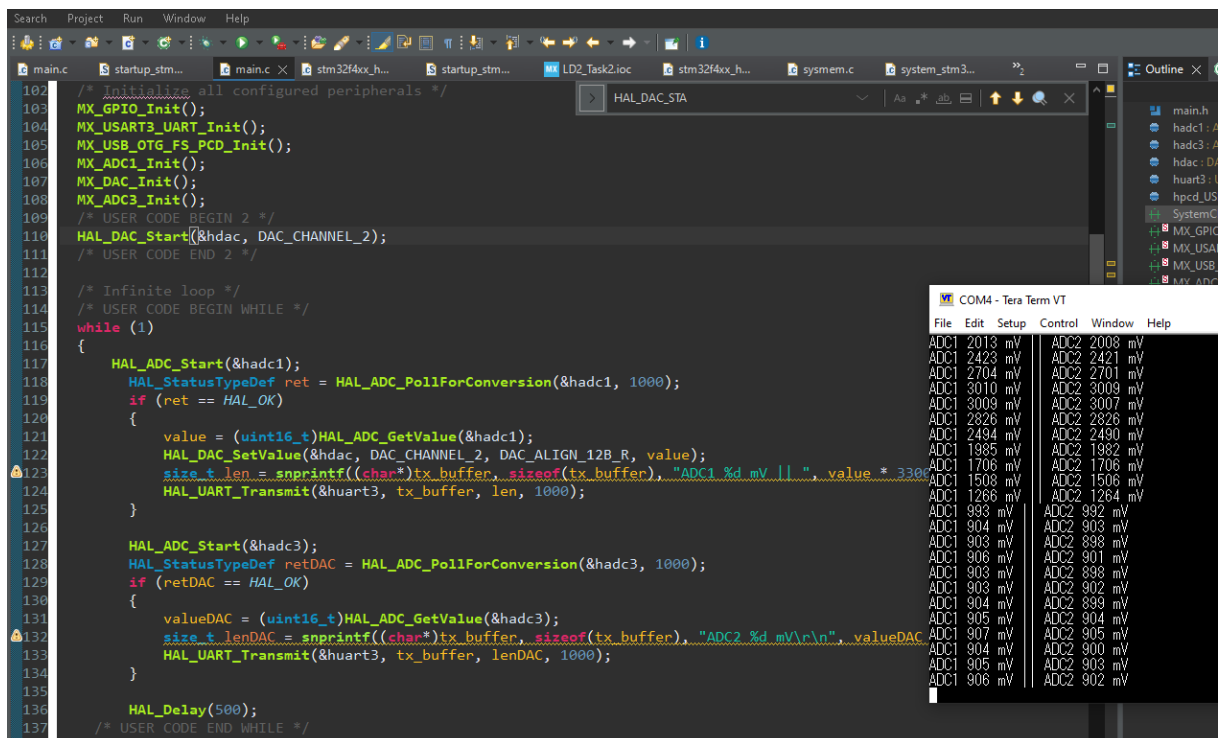 Search Project Run Window Help
main.c startup_stm... main.c stm32f4xx_h... startup_stm... LD2_Task2.ioc stm32f4xx_h... sysmem.c system_stm3... »2 Outline
HAL_DAC_STA Aa .* ab
102 /* Initialize all configured peripherals */
103 MX_GPIO_Init();
104 MX_USART3_UART_Init();
105 MX_USB_OTG_FS_PCD_Init();
106 MX_ADC1_Init();
107 MX_DAC_Init();
108 MX_ADC3_Init();
109 /* USER CODE BEGIN 2 */
110 HAL_DAC_Start(&hdac, DAC_CHANNEL_2);
111 /* USER CODE END 2 */
112
113 /* Infinite loop */
114 /* USER CODE BEGIN WHILE */
115 while (1)
116 {
117 HAL_ADC_Start(&hadc1);
118 HAL_StatusTypeDef ret = HAL_ADC_PollForConversion(&hadc1, 1000);
119 if (ret == HAL_OK)
120 {
121 value = (uint16_t)HAL_ADC_GetValue(&hadc1);
122 HAL_DAC_SetValue(&hdac, DAC_CHANNEL_2, DAC_ALIGN_12B_R, value);
123 size_t len = snprintf((char*)tx_buffer, sizeof(tx_buffer), "ADC1 %d mV || ", value * 3300
124 HAL_UART_Transmit(&huart3, tx_buffer, len, 1000);
125 }
126
127 HAL_ADC_Start(&hadc3);
128 HAL_StatusTypeDef retDAC = HAL_ADC_PollForConversion(&hadc3, 1000);
129 if (retDAC == HAL_OK)
130 {
131 valueDAC = (uint16_t)HAL_ADC_GetValue(&hadc3);
132 size_t lenDAC = snprintf((char*)tx_buffer, sizeof(tx_buffer), "ADC2 %d mV\r\n", valueDAC
133 HAL_UART_Transmit(&huart3, tx_buffer, lenDAC, 1000);
134 }
135
136 HAL_Delay(500);
137 /* USER CODE END WHILE */
main.h
hadc1 : A
hadc3 : A
hdac : DA
huart3 : U
hpcd_US
SystemC
MX_GPIO
MX_USA
MX_USB_
MX_ADC
COM4 - Tera Term VT
File Edit Setup Control Window Help
ADC1 2013 mV || ADC2 2008 mV
ADC1 2423 mV || ADC2 2421 mV
ADC1 2704 mV || ADC2 2701 mV
ADC1 3010 mV || ADC2 3009 mV
ADC1 3009 mV || ADC2 3007 mV
ADC1 2826 mV || ADC2 2826 mV
ADC1 2494 mV || ADC2 2490 mV
ADC1 1985 mV || ADC2 1982 mV
ADC1 1706 mV || ADC2 1706 mV
ADC1 1508 mV || ADC2 1506 mV
ADC1 1266 mV || ADC2 1264 mV
ADC1 993 mV || ADC2 992 mV
ADC1 904 mV || ADC2 903 mV
ADC1 903 mV || ADC2 898 mV
ADC1 906 mV || ADC2 901 mV
ADC1 903 mV || ADC2 898 mV
ADC1 903 mV || ADC2 902 mV
ADC1 904 mV || ADC2 899 mV
ADC1 905 mV || ADC2 904 mV
ADC1 907 mV || ADC2 905 mV
ADC1 904 mV || ADC2 900 mV
ADC1 905 mV || ADC2 903 mV
ADC1 906 mV || ADC2 902 mV